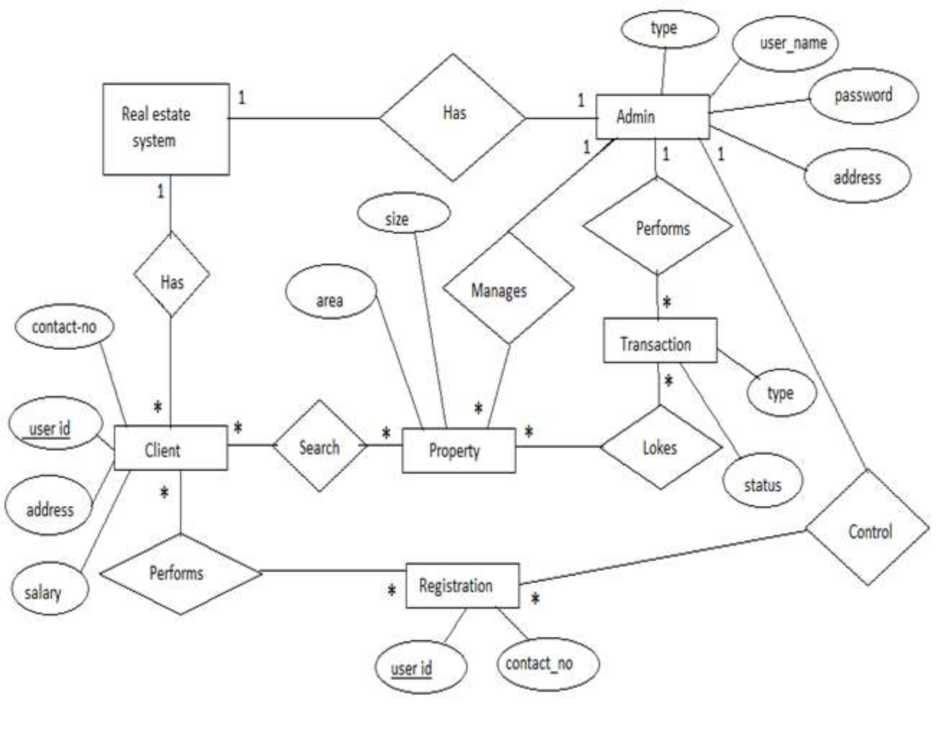 type
user_name
Real estate
system
1
Has
1
Admin
password
address
1
1
1
1
size
Performs
Has
area
Manages
*
contact-no
Transaction
*
type
user id
*
*
*
Client
*
Search
*
Property
*
Lokes
status
address
*
Control
salary
Performs
*
Registration
*
user id
contact_no